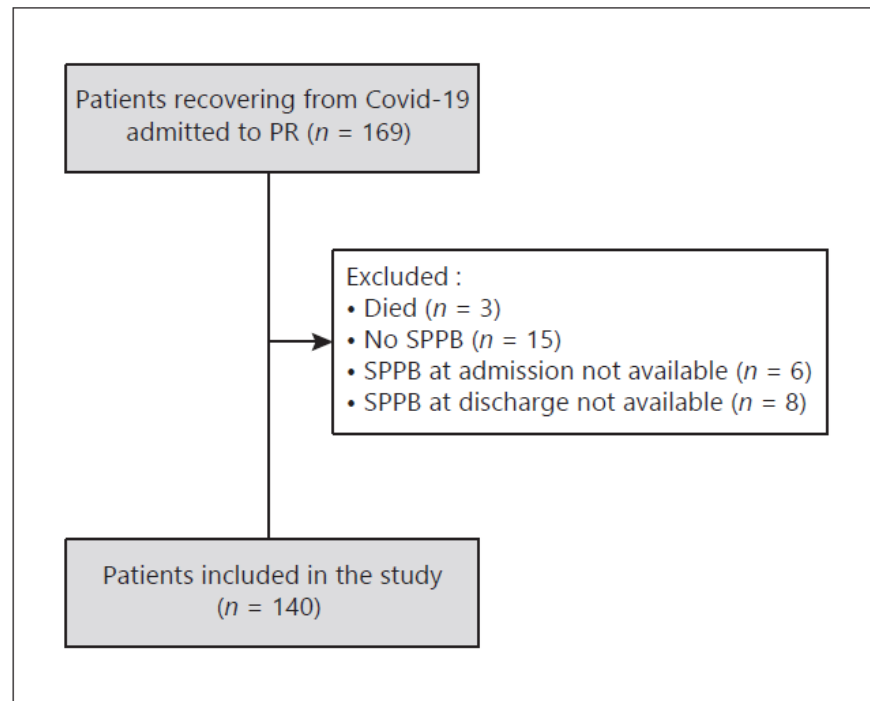 Patients recovering from Covid-19
admitted to PR (n = 169)
Excluded :
• Died (n = 3)
• No SPPB (n = 15)
• SPPB at admission not available (n = 6)
• SPPB at discharge not available (n = 8)
Patients included in the study
(n = 140)